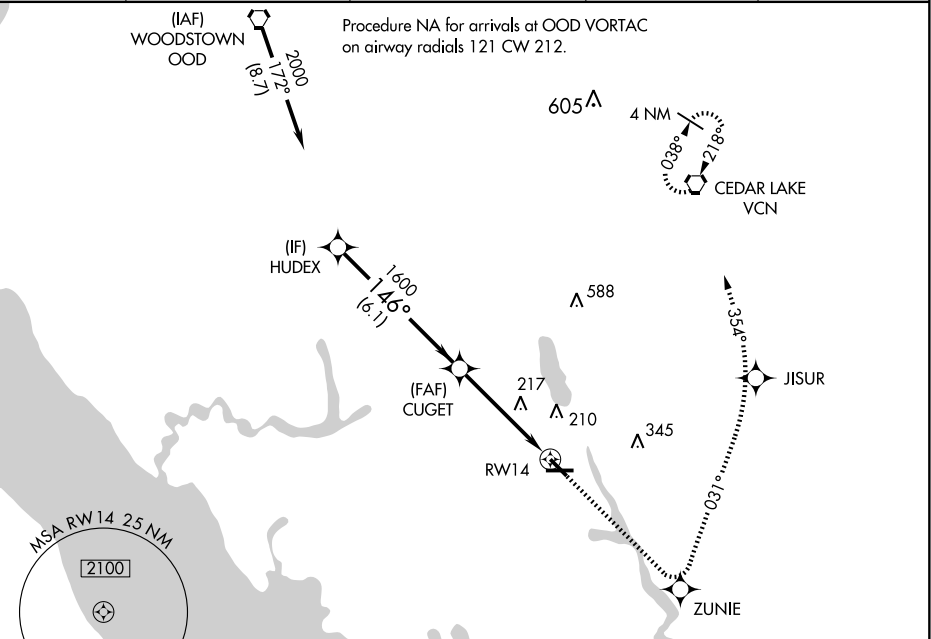 (IAF)
WOODSTOWN
OOD
Procedure NA for arrivals at OOD VORTAC
on airway radials 121 CW 212.
2000
172°
(8.7)
605
4 NM
038°
218°
CEDAR LAKE
VCN
(IF)
HUDEX
1600
146°
(6.1)
588
354°
JISUR
(FAF)
CUGET
217
210
345
RW14
031°
MSA RW14 25 NM
2100
ZUNIE